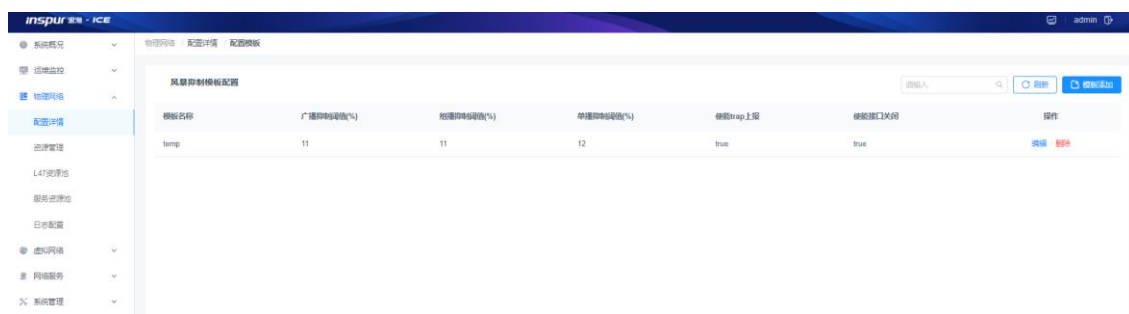 inspur 浪潮 - ICE
admin
系统概况
运维监控
物理网络
配置详情
资源管理
L47资源池
服务资源池
日志配置
虚拟网络
网络服务
系统管理
物理网络 / 配置详情 / 配置模板
风暴抑制模板配置
请输入
刷新
模板添加
模板名称 广播抑制阈值(%) 组播抑制阈值(%) 单播抑制阈值(%) 使能trap上报 使能接口关闭 操作
temp 11 11 12 true true 编辑 删除